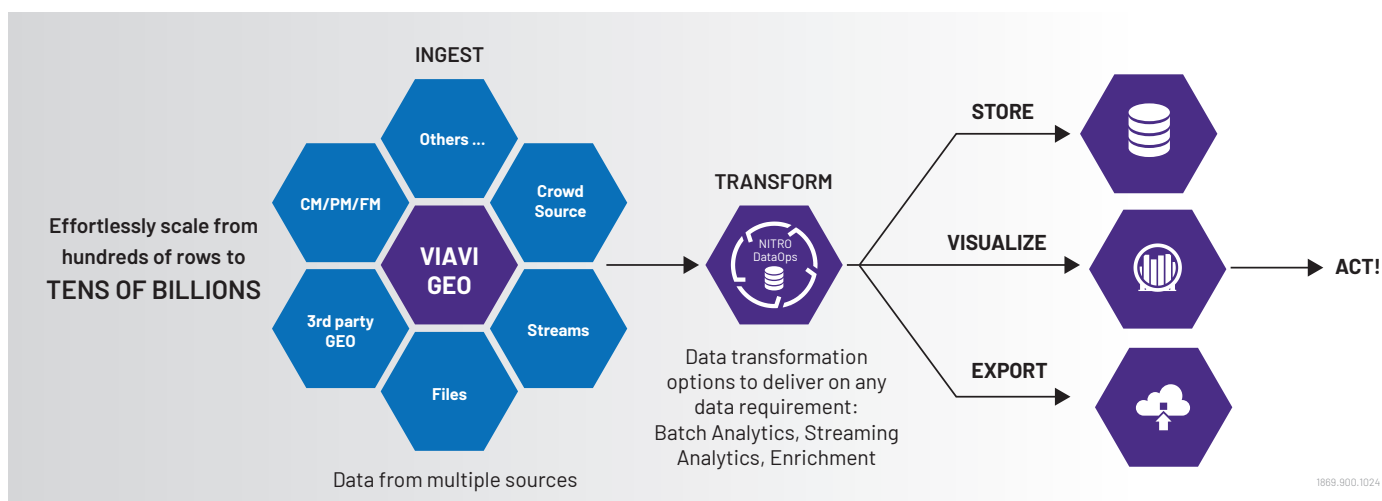 Effortlessly scale from
hundreds of rows to
TENS OF BILLIONS
INGEST
Others ...
CM/PM/FM
Crowd
Source
VIAVI
GEO
3rd party
GEO
Streams
Files
Data from multiple sources
TRANSFORM
NITRO
DataOps
Data transformation
options to deliver on any
data requirement:
Batch Analytics, Streaming
Analytics, Enrichment
STORE
VISUALIZE
EXPORT
ACT!
1869.900.1024